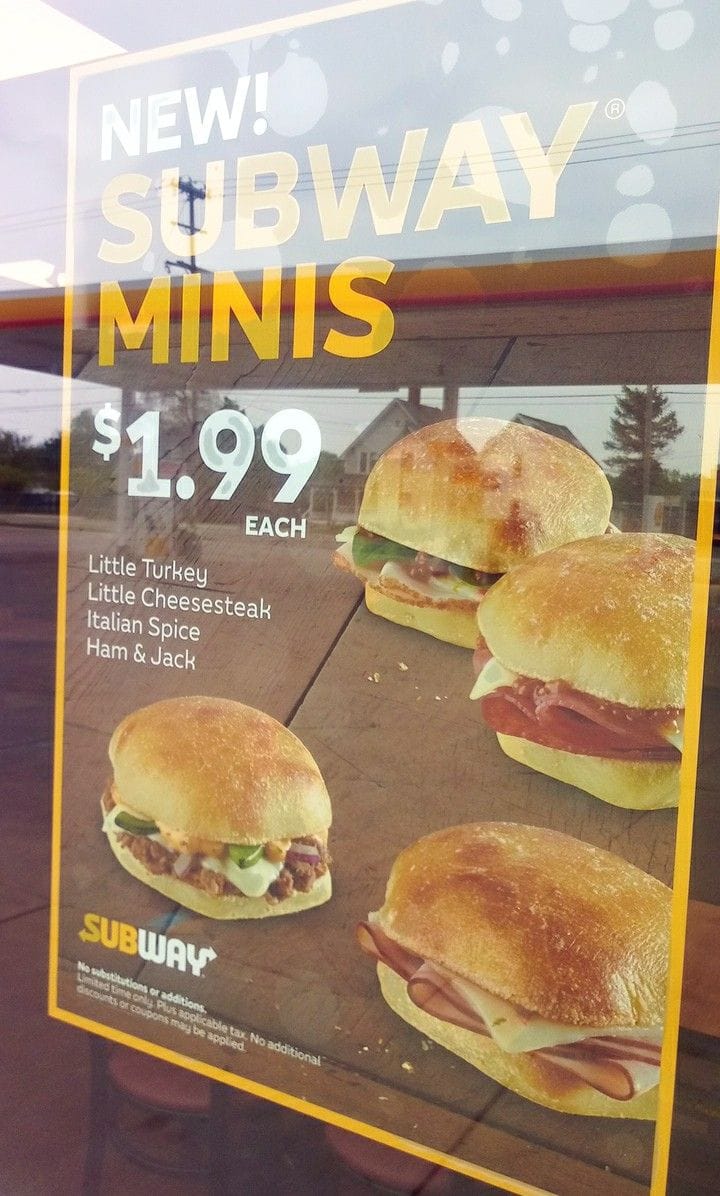 NEW!
SUBWAY®
MINIS
$1.99
EACH
Little Turkey
Little Cheesesteak
Italian Spice
Ham & Jack
SUBWAY
No substitutions or additions.
Limited time only. Plus applicable tax. No additional
discounts or coupons may be applied.